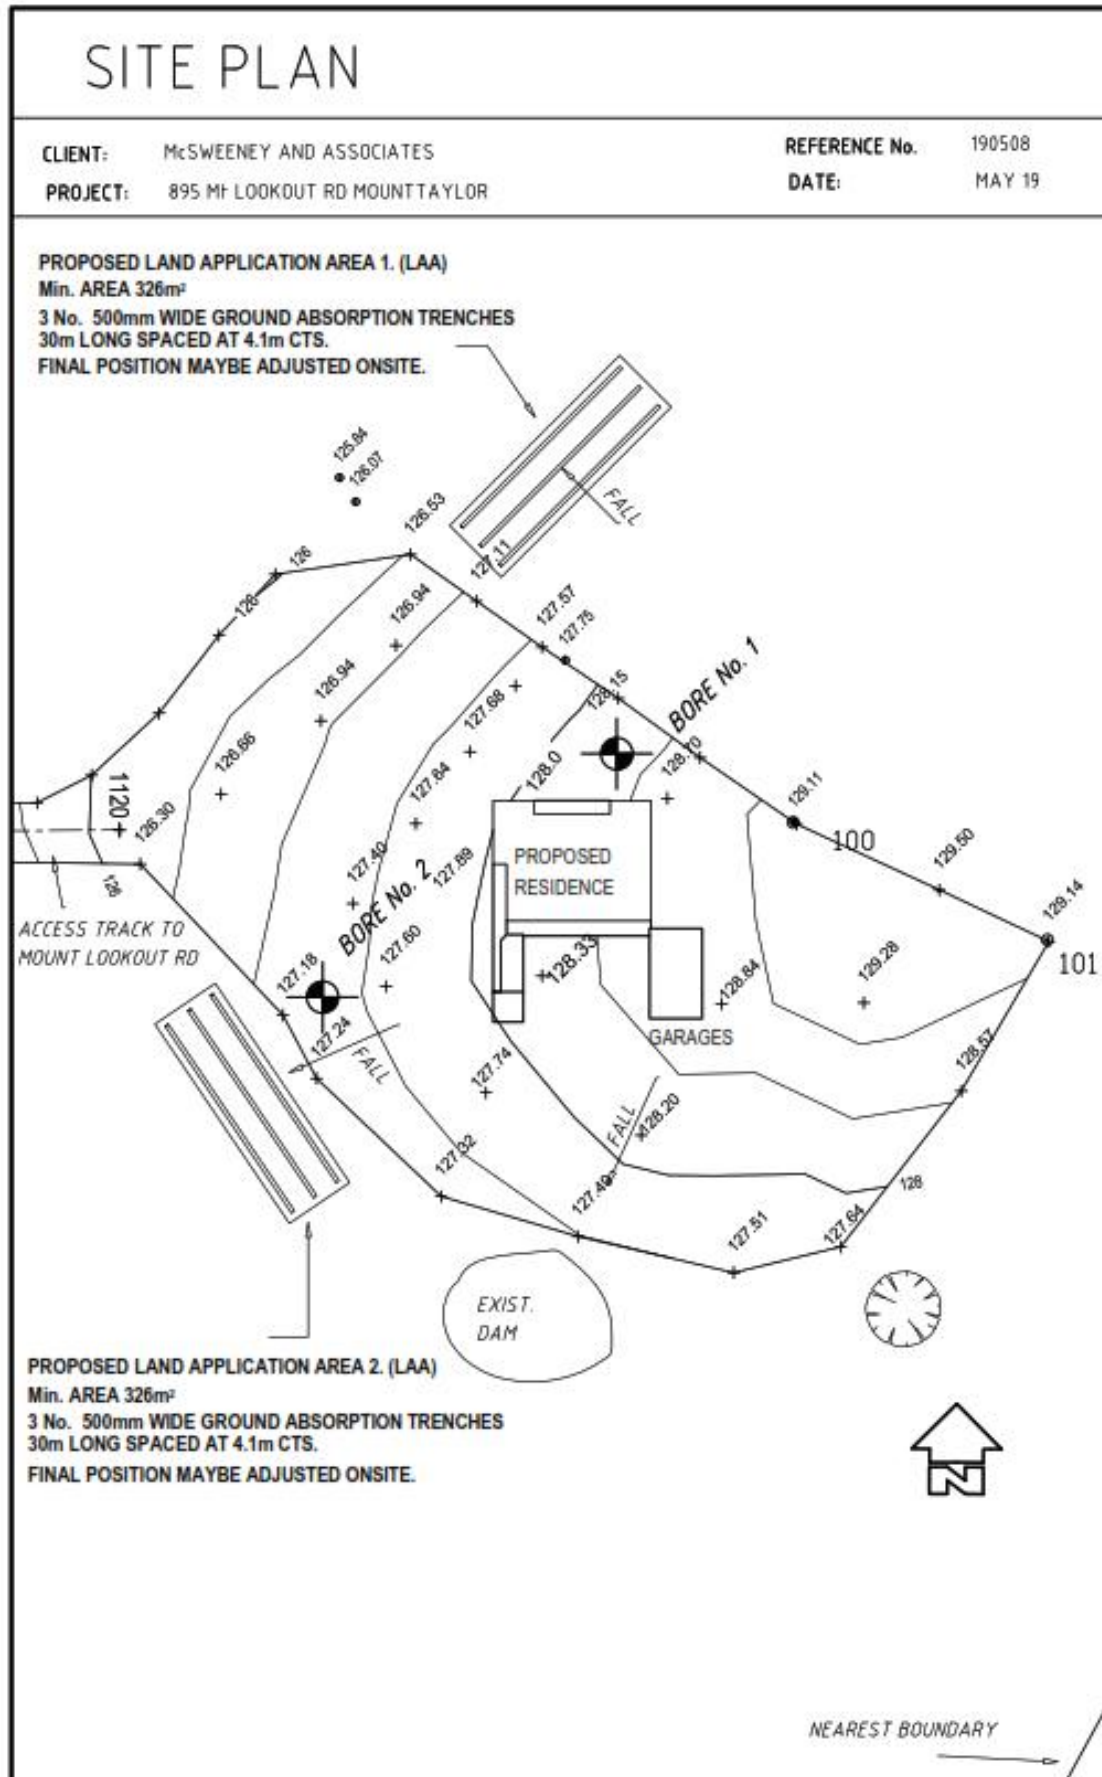 SITE PLAN
CLIENT: McSWEENEY AND ASSOCIATES
REFERENCE No. 190508
PROJECT: 895 Mt LOOKOUT RD MOUNTTAYLOR
DATE: MAY 19
PROPOSED LAND APPLICATION AREA 1. (LAA)
Min. AREA 326m²
3 No. 500mm WIDE GROUND ABSORPTION TRENCHES
30m LONG SPACED AT 4.1m CTS.
FINAL POSITION MAYBE ADJUSTED ONSITE.
125.84
126.07
FALL
126.53
127.11
126
126
126.94
127.57
127.75
126.94
127.68
128.15
BORE No. 1
126.66
127.64
128.0
128.70
129.11
1120
126.30
127.40
127.89
PROPOSED
RESIDENCE
100
129.50
126
BORE No. 2
129.14
ACCESS TRACK TO
MOUNT LOOKOUT RD
127.60
128.33
101
127.18
128.84
129.28
127.24
FALL
GARAGES
127.74
128.57
FALL
128.20
127.32
127.49
128
127.51
127.64
EXIST.
DAM
PROPOSED LAND APPLICATION AREA 2. (LAA)
Min. AREA 326m²
3 No. 500mm WIDE GROUND ABSORPTION TRENCHES
30m LONG SPACED AT 4.1m CTS.
FINAL POSITION MAYBE ADJUSTED ONSITE.
N
NEAREST BOUNDARY